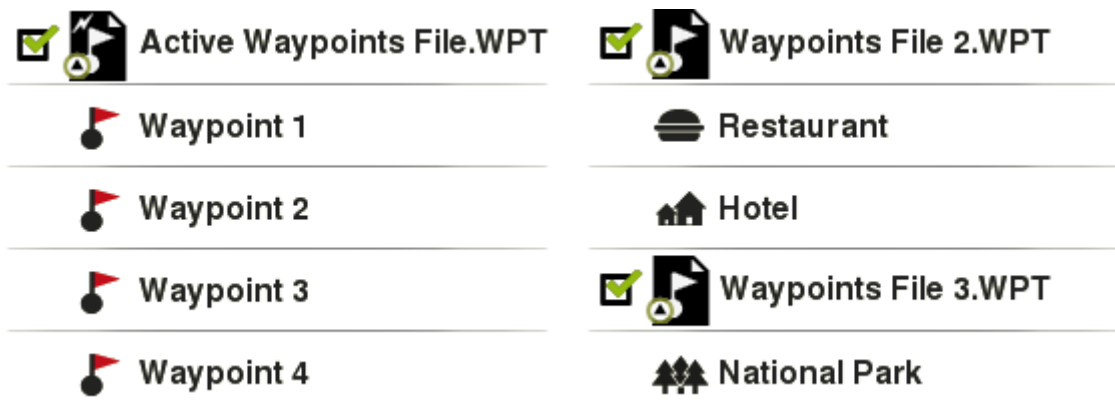 Active Waypoints File.WPT
Waypoint 1
Waypoint 2
Waypoint 3
Waypoint 4
Waypoints File 2.WPT
Restaurant
Hotel
Waypoints File 3.WPT
National Park